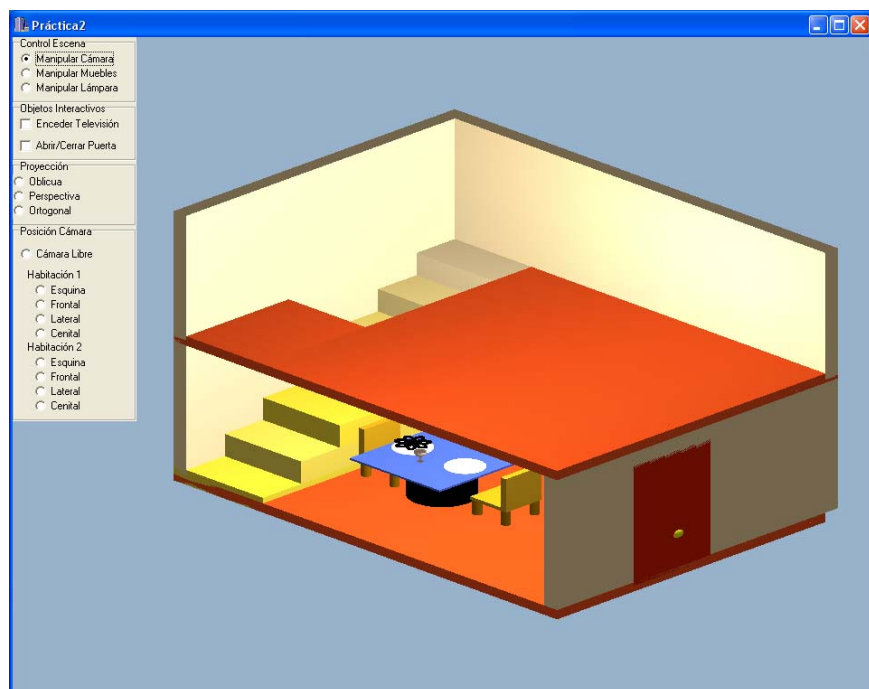 Práctica2
Control Escena
Manipular Cámara
Manipular Muebles
Manipular Lámpara
Objetos Interactivos
Enceder Televisión
Abrir/Cerrar Puerta
Proyección
Oblicua
Perspectiva
Ortogonal
Posición Cámara
Cámara Libre
Habitación 1
Esquina
Frontal
Lateral
Cenital
Habitación 2
Esquina
Frontal
Lateral
Cenital